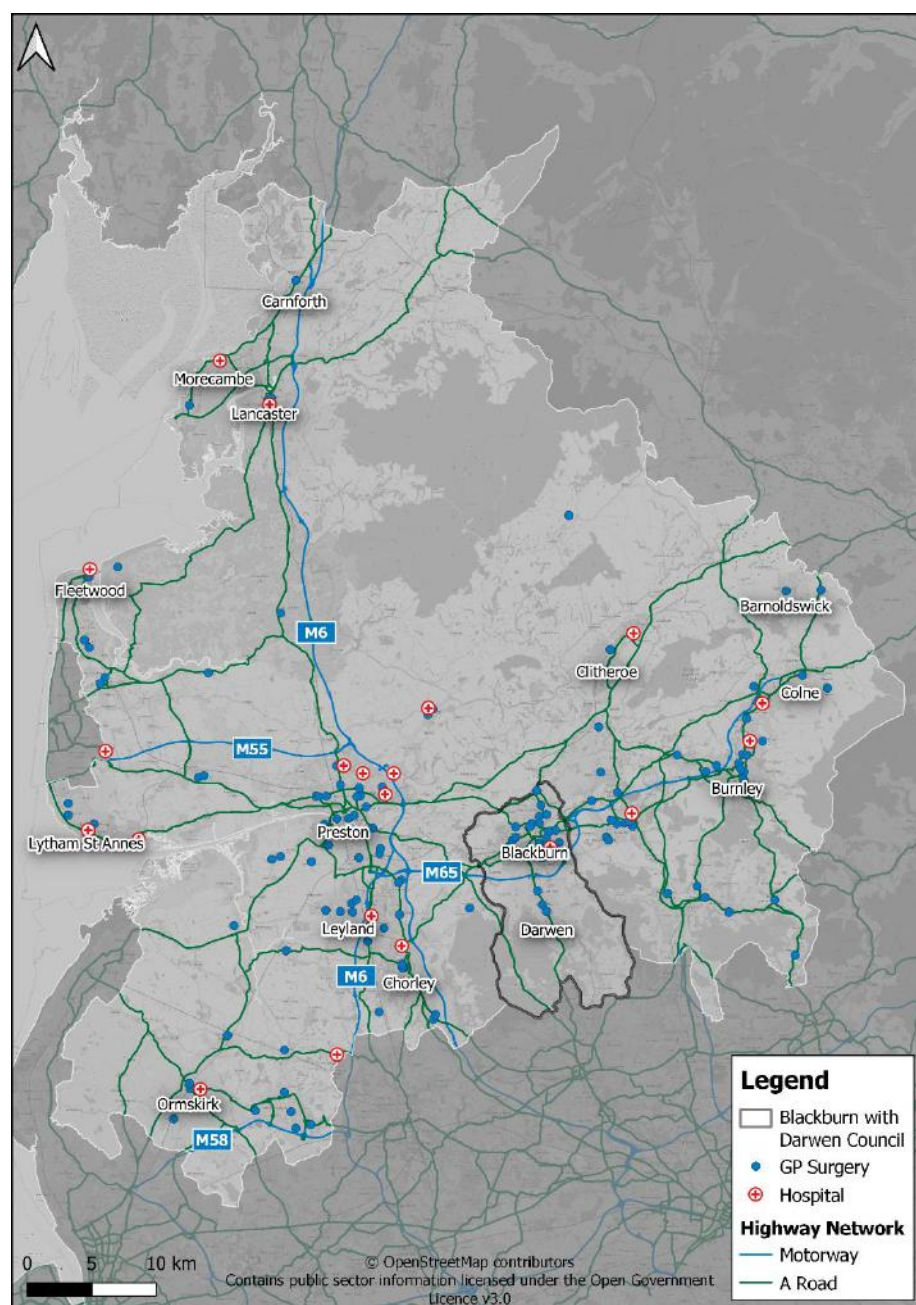 Carnforth
Morecambe
Lancaster
Fleetwood
Barnoldswick
M6
Clitheroe
Colne
M55
Burnley
Preston
Lytham St Annes
Blackburn
M65
Leyland
Darwen
M6
Chorley
Ormskirk
M58
Legend
Blackburn with
Darwen Council
GP Surgery
Hospital
Highway Network
Motorway
A Road
0 5 10 km
© OpenStreetMap contributors
Contains public sector information licensed under the Open Government
Licence v3.0